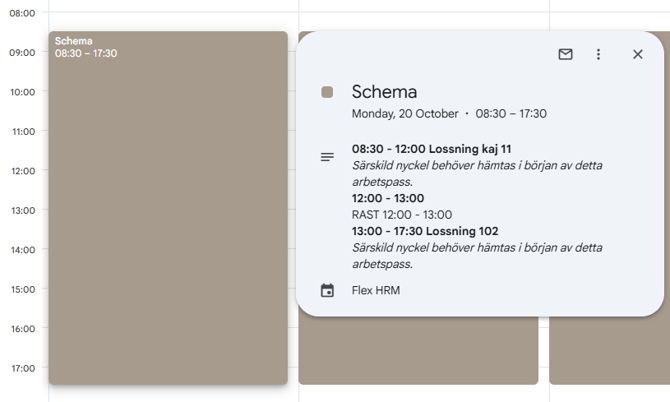 08:00
09:00
10:00
11:00
12:00
13:00
14:00
15:00
16:00
17:00
Schema
08:30 – 17:30
Schema
Monday, 20 October • 08:30 – 17:30
08:30 - 12:00 Lossning kaj 11
Särskild nyckel behöver hämtas i början av detta
arbetspass.
12:00 - 13:00
RAST 12:00 - 13:00
13:00 - 17:30 Lossning 102
Särskild nyckel behöver hämtas i början av detta
arbetspass.
Flex HRM